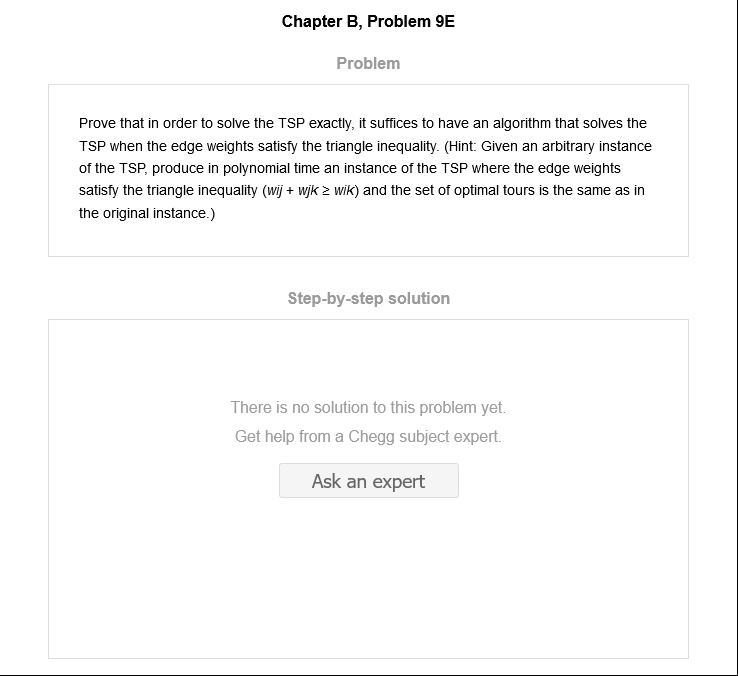 Chapter B, Problem 9E
Problem
Prove that in order to solve the TSP exactly, it suffices to have an algorithm that solves the
TSP when the edge weights satisfy the triangle inequality. (Hint: Given an arbitrary instance
of the TSP, produce in polynomial time an instance of the TSP where the edge weights
satisfy the triangle inequality (wij + wjk ≥ wik) and the set of optimal tours is the same as in
the original instance.)
Step-by-step solution
There is no solution to this problem yet.
Get help from a Chegg subject expert.
Ask an expert